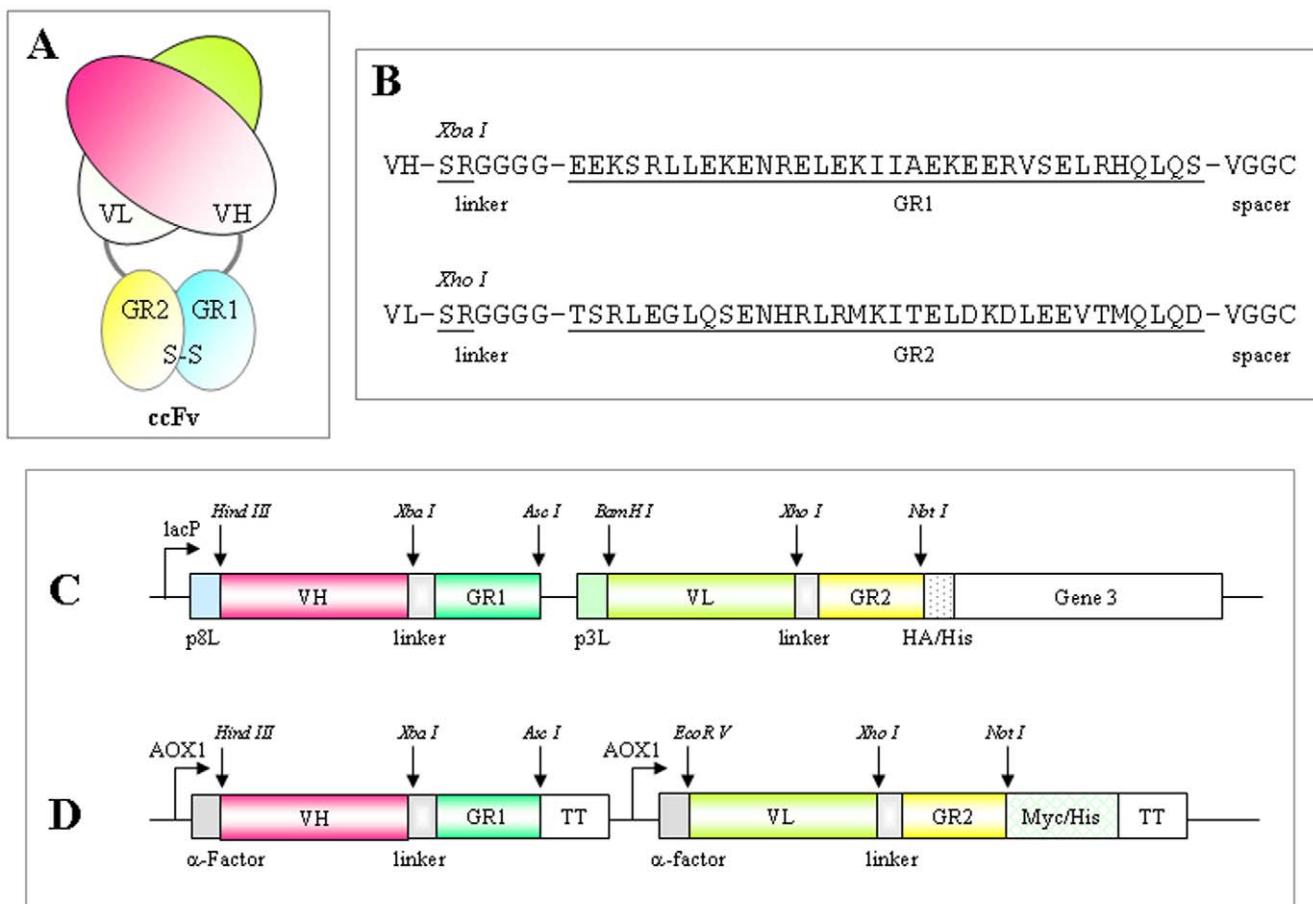 A
VL VH
GR2 GR1
S-S
ccFv
B
Xba I
VH-SRGGGG-EEKSRLLEKENRELEKIIAEKEERVSELRHQLQS-VGGC
linker GR1 spacer
Xho I
VL-SRGGGG-TSRLEGLQSENHRLRMKITELDKDLEEVTMQLQD-VGGC
linker GR2 spacer
C
lacP Hind III Xba I Asc I BamH I Xho I Not I
VH GR1 VL GR2 Gene 3
p8L linker p3L linker HA/His
D
AOX1 Hind III Xba I Asc I AOX1 EcoR V Xho I Not I
VH GR1 TT VL GR2 Myc/His TT
α-Factor linker α-factor linker